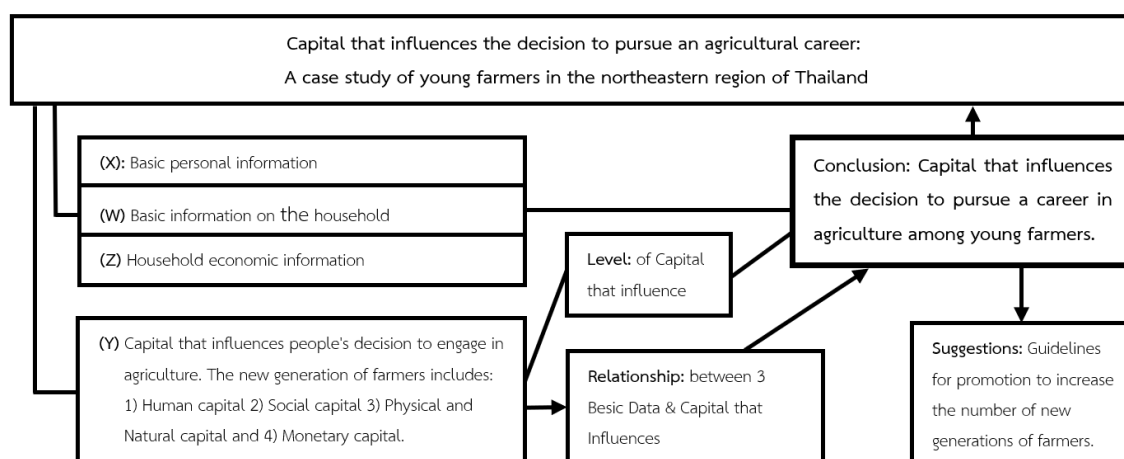 Capital that influences the decision to pursue an agricultural career:
A case study of young farmers in the northeastern region of Thailand
(X): Basic personal information
(W) Basic information on the household
(Z) Household economic information
(Y) Capital that influences people's decision to engage in
agriculture. The new generation of farmers includes:
1) Human capital 2) Social capital 3) Physical and
Natural capital and 4) Monetary capital.
Level: of Capital
that influence
Relationship: between 3
Besic Data & Capital that
Influences
Conclusion: Capital that influences
the decision to pursue a career in
agriculture among young farmers.
Suggestions: Guidelines
for promotion to increase
the number of new
generations of farmers.